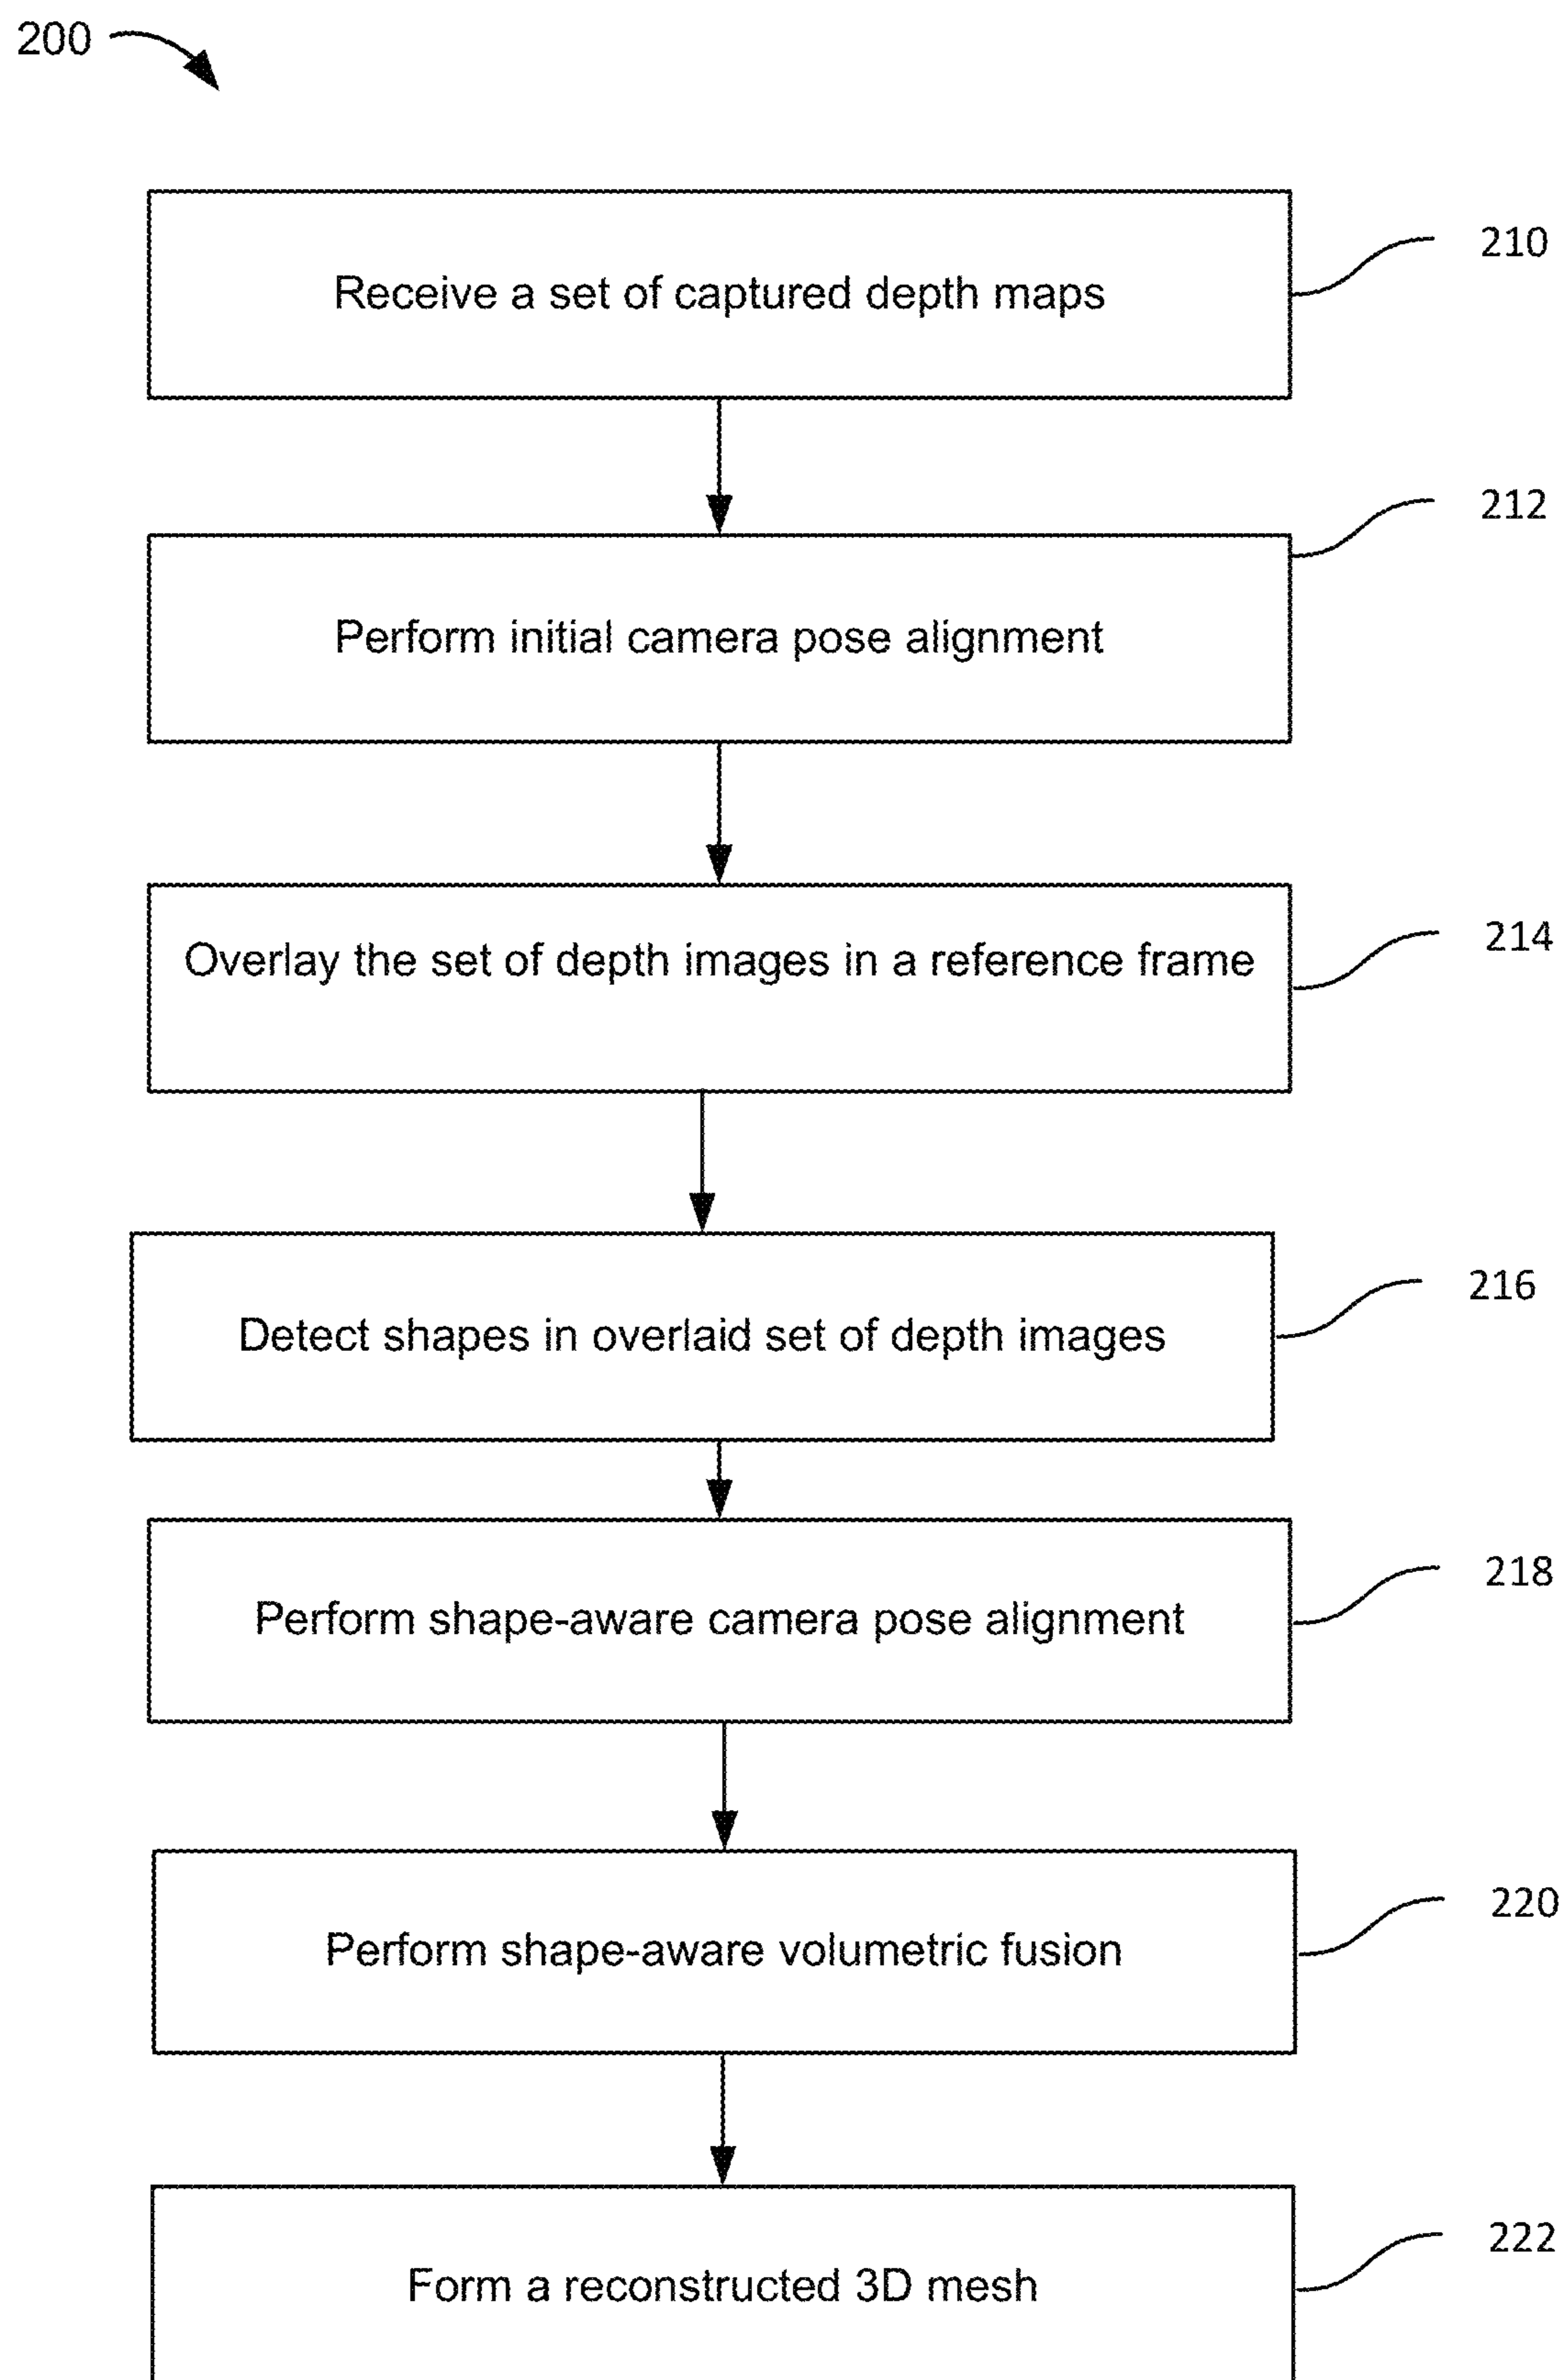 200
Receive a set of captured depth maps
210
Perform initial camera pose alignment
212
Overlay the set of depth images in a reference frame
214
Detect shapes in overlaid set of depth images
216
Perform shape-aware camera pose alignment
218
Perform shape-aware volumetric fusion
220
Form a reconstructed 3D mesh
222